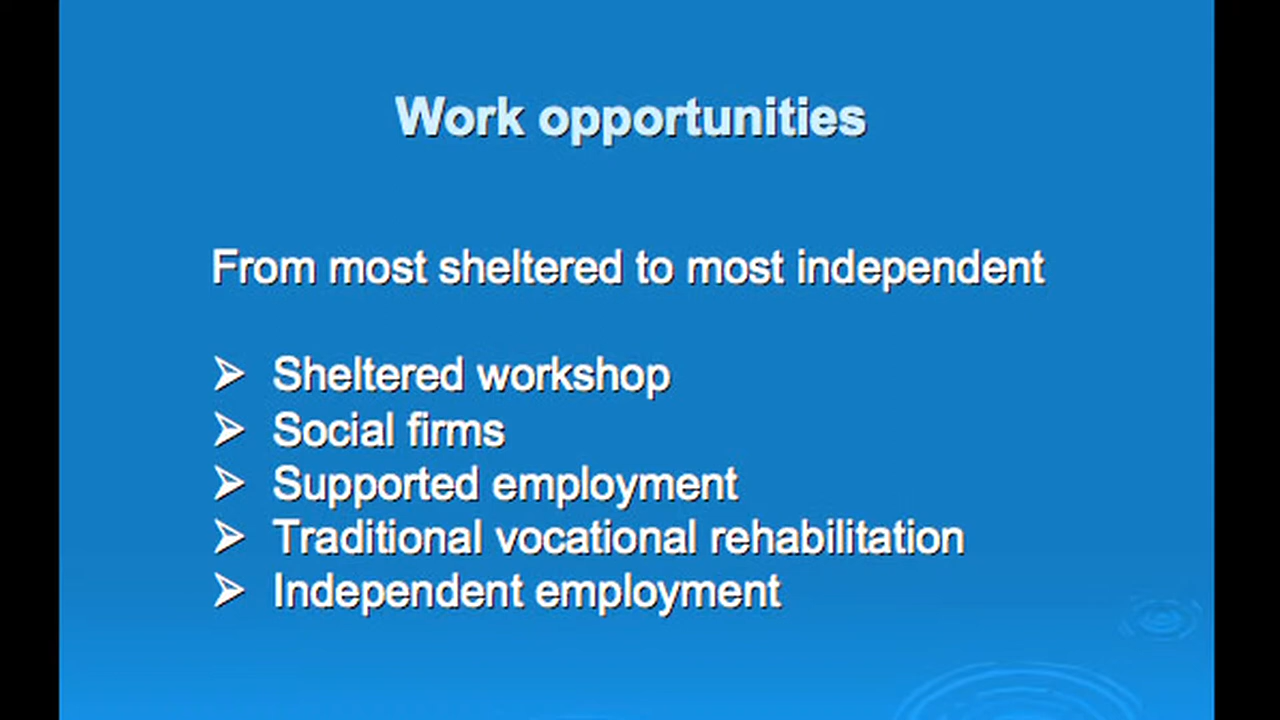 Work opportunities
From most sheltered to most independent
➢ Sheltered workshop
➢ Social firms
➢ Supported employment
➢ Traditional vocational rehabilitation
➢ Independent employment